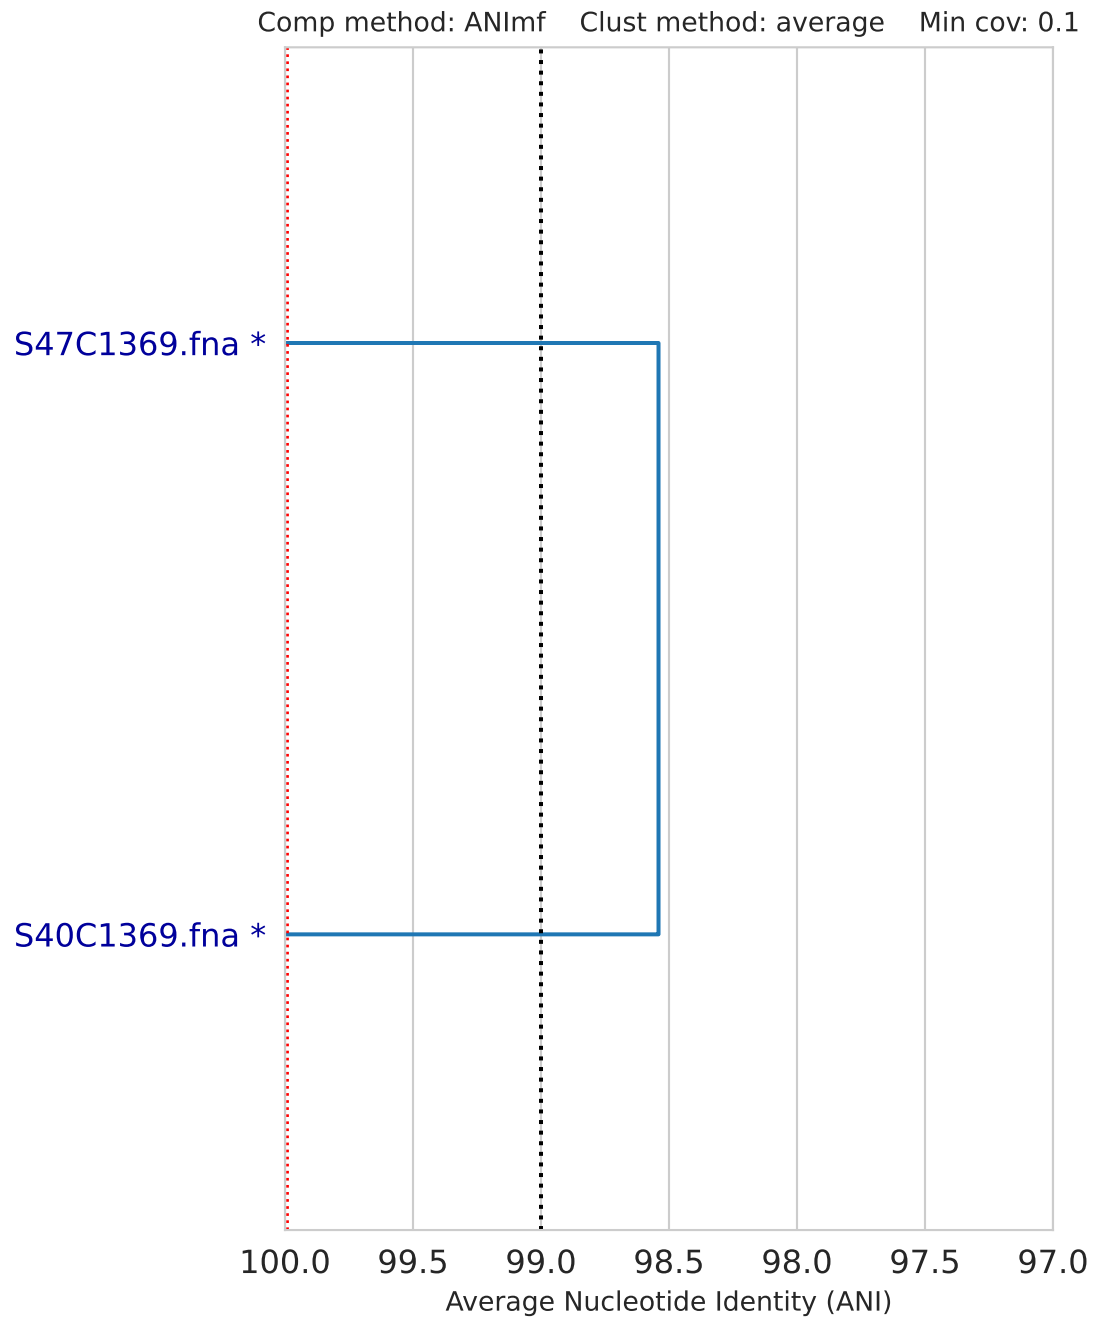 Comp method: ANImf    Clust method: average    Min cov: 0.1
S47C1369.fna *
S40C1369.fna *
100.0 99.5 99.0 98.5 98.0 97.5 97.0
Average Nucleotide Identity (ANI)